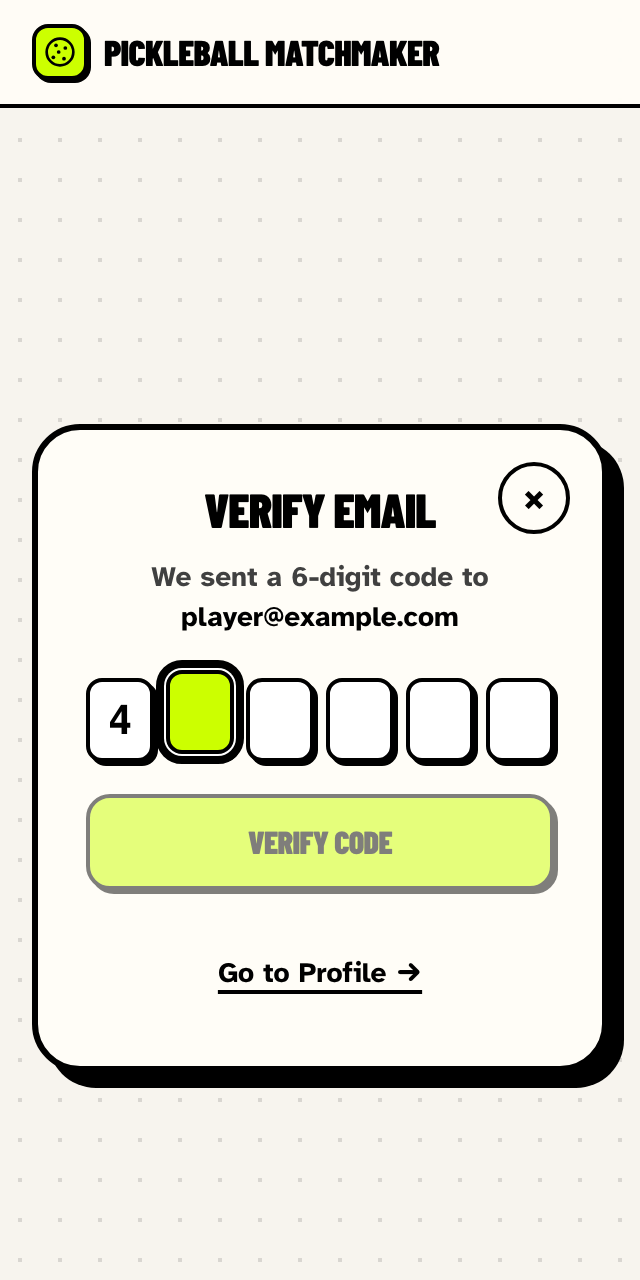 PICKLEBALL MATCHMAKER
VERIFY EMAIL
×
We sent a 6-digit code to
player@example.com
4
VERIFY CODE
Go to Profile →